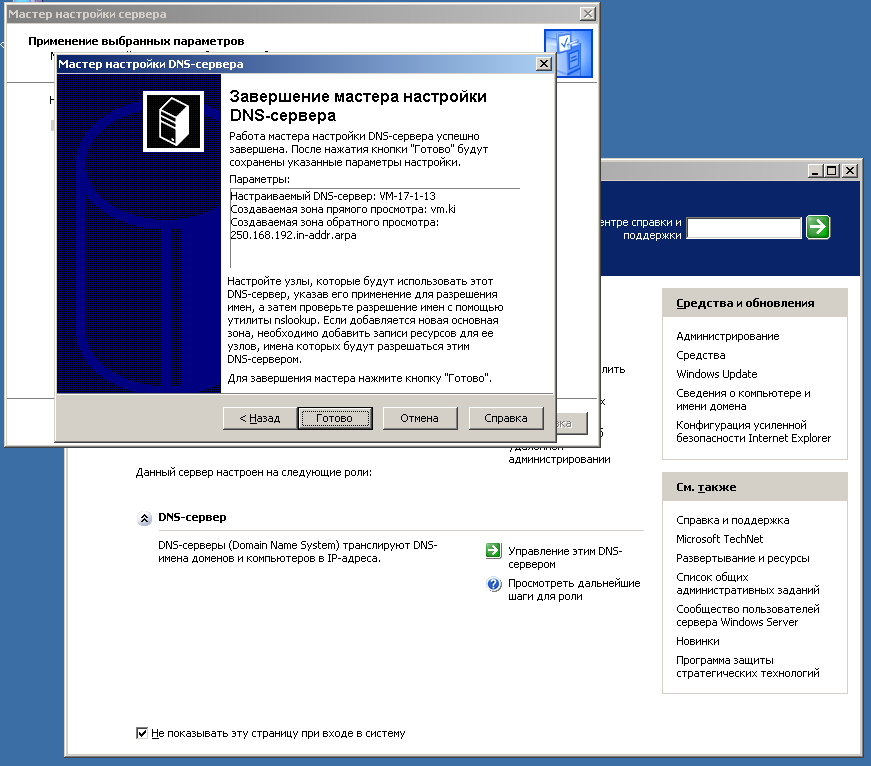 Мастер настройки сервера
Применение выбранных параметров
Мастер настройки DNS-сервера
Завершение мастера настройки
DNS-сервера
Работа мастера настройки DNS-сервера успешно
завершена. После нажатия кнопки "Готово" будут
сохранены указанные параметры настройки.
Параметры:
Настраиваемый DNS-сервер: VM-17-1-13
Создаваемая зона прямого просмотра: vm.ki
Создаваемая зона обратного просмотра:
250.168.192.in-addr.arpa
Настройте узлы, которые будут использовать этот
DNS-сервер, указав его применение для разрешения
имен, а затем проверьте разрешение имен с помощью
утилиты nslookup. Если добавляется новая основная
зона, необходимо добавить записи ресурсов для ее
узлов, имена которых будут разрешаться этим
DNS-сервером.
Для завершения мастера нажмите кнопку "Готово".
< Назад
Готово
Отмена
Справка
справки и
поддержки
Средства и обновления
Администрирование
Средства
Windows Update
Сведения о компьютере и
имени домена
Конфигурация усиленной
безопасности Internet Explorer
администрировании
Данный сервер настроен на следующие роли:
DNS-сервер
DNS-серверы (Domain Name System) транслируют DNS-
имена доменов и компьютеров в IP-адреса.
Управление этим DNS-
сервером
Просмотреть дальнейшие
шаги для роли
См. также
Справка и поддержка
Microsoft TechNet
Развертывание и ресурсы
Список общих
административных заданий
Сообщество пользователей
сервера Windows Server
Новинки
Программа защиты
стратегических технологий
Не показывать эту страницу при входе в систему